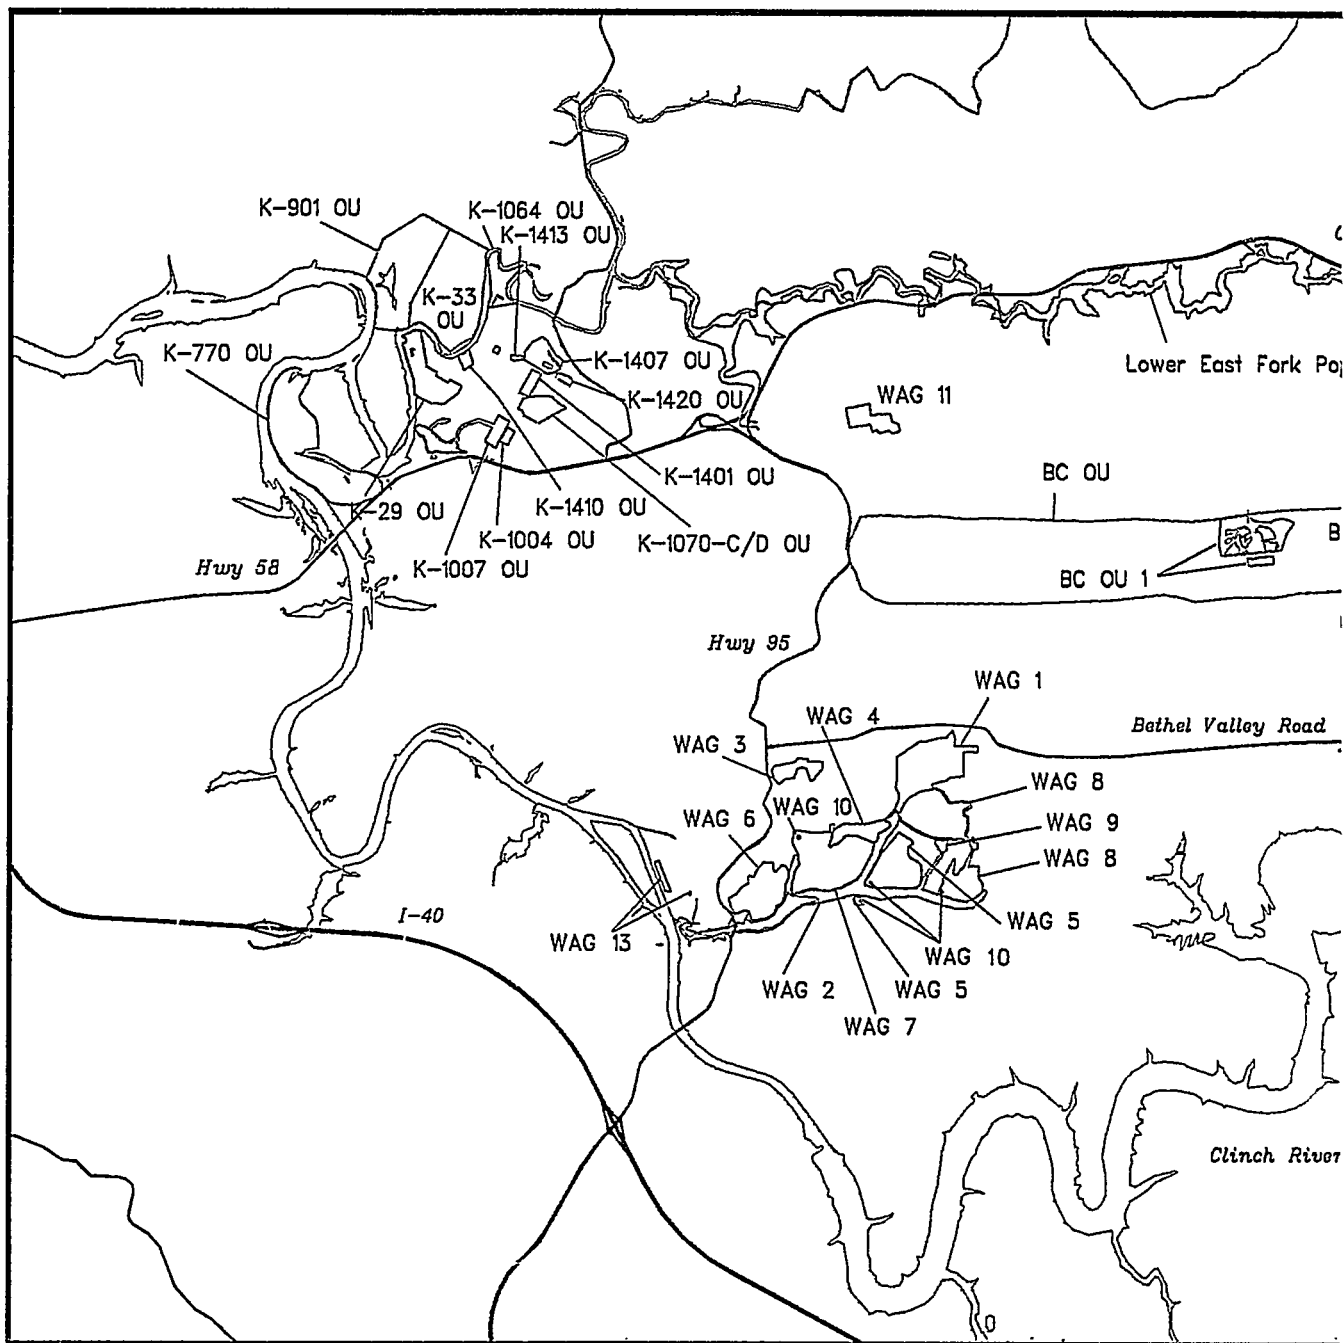 K-901 OU
K-1064 OU
K-1413 OU
K-33
OU
K-770 OU
K-1407 OU
K-1420 OU
Lower East Fork
WAG 11
K-1401 OU
BC OU
K-29 OU
K-1410 OU
K-1004 OU
K-1070-C/D OU
K-1007 OU
Hwy 58
BC OU 1
Hwy 95
WAG 1
WAG 4
Bethel Valley Road
WAG 3
WAG 8
WAG 6
WAG 10
WAG 9
WAG 8
I-40
WAG 13
WAG 5
WAG 10
WAG 2
WAG 5
WAG 7
Clinch River